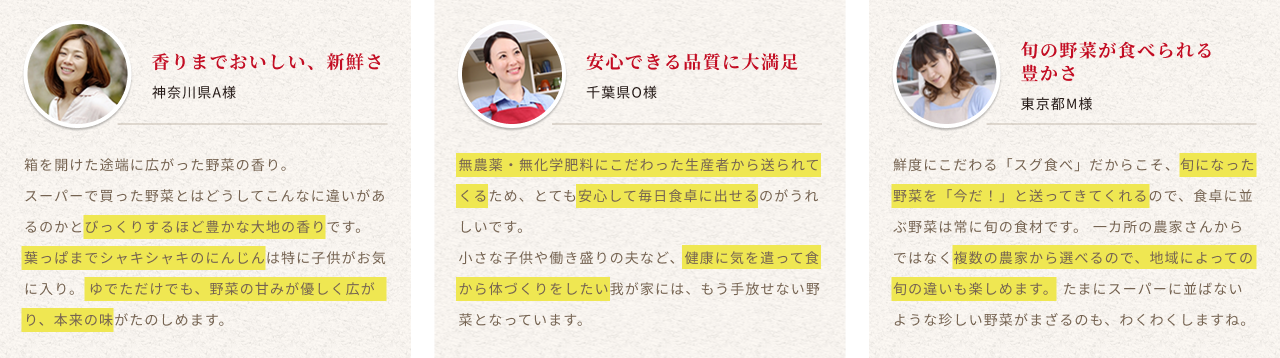 香りまでおいしい、新鮮さ
神奈川県A様
箱を開けた途端に広がった野菜の香り。
スーパーで買った野菜とはどうしてこんなに違いがあ
るのかとびっくりするほど豊かな大地の香りです。
葉っぱまでシャキシャキのにんじんは特に子供がお気
に入り。 ゆでただけでも、野菜の甘みが優しく広が
り、本来の味がたのしめます。
安心できる品質に大満足
千葉県O様
無農薬・無化学肥料にこだわった生産者から送られて
くるため、とても安心して毎日食卓に出せるのがうれ
しいです。
小さな子供や働き盛りの夫など、健康に気を遣って食
から体づくりをしたい我が家には、もう手放せない野
菜となっています。
旬の野菜が食べられる
豊かさ
東京都M様
鮮度にこだわる「スグ食べ」だからこそ、旬になった
野菜を「今だ！」と送ってきてくれるので、食卓に並
ぶ野菜は常に旬の食材です。 一カ所の農家さんから
ではなく複数の農家から選べるので、地域によっての
旬の違いも楽しめます。 たまにスーパーに並ばない
ような珍しい野菜がまざるのも、わくわくしますね。